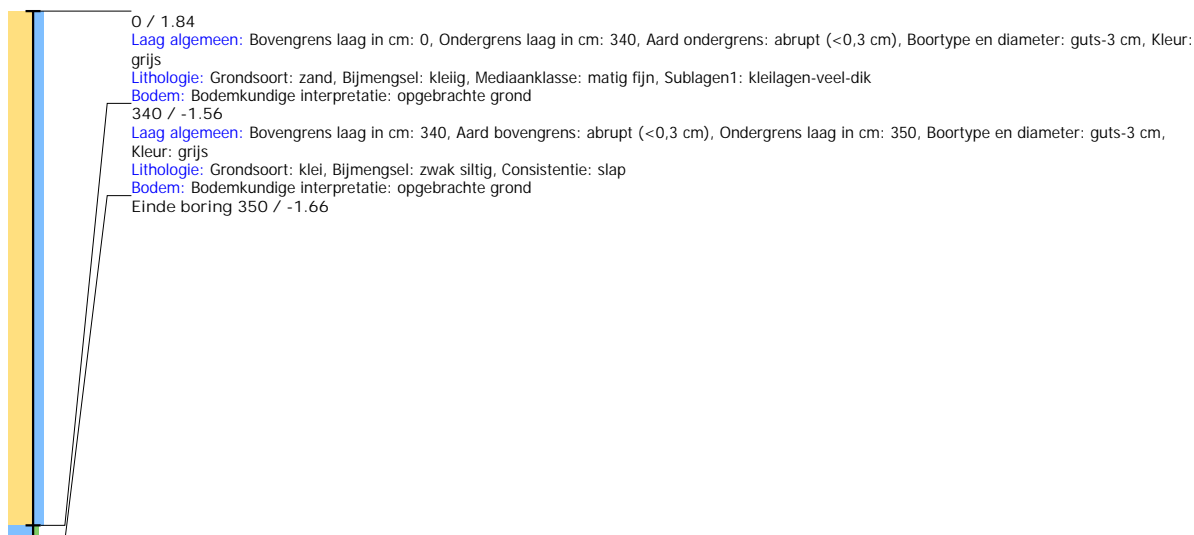 0 / 1.84
Laag algemeen: Bovengrens laag in cm: 0, Ondergrens laag in cm: 340, Aard ondergrens: abrupt (<0,3 cm), Boortype en diameter: guts-3 cm, Kleur:
grijs
Lithologie: Grondsoort: zand, Bijmengsel: kleiig, Mediaanklasse: matig fijn, Sublagen1: kleilagen-veel-dik
Bodem: Bodemkundige interpretatie: opgebrachte grond
340 / -1.56
Laag algemeen: Bovengrens laag in cm: 340, Aard bovengrens: abrupt (<0,3 cm), Ondergrens laag in cm: 350, Boortype en diameter: guts-3 cm,
Kleur: grijs
Lithologie: Grondsoort: klei, Bijmengsel: zwak siltig, Consistentie: slap
Bodem: Bodemkundige interpretatie: opgebrachte grond
Einde boring 350 / -1.66